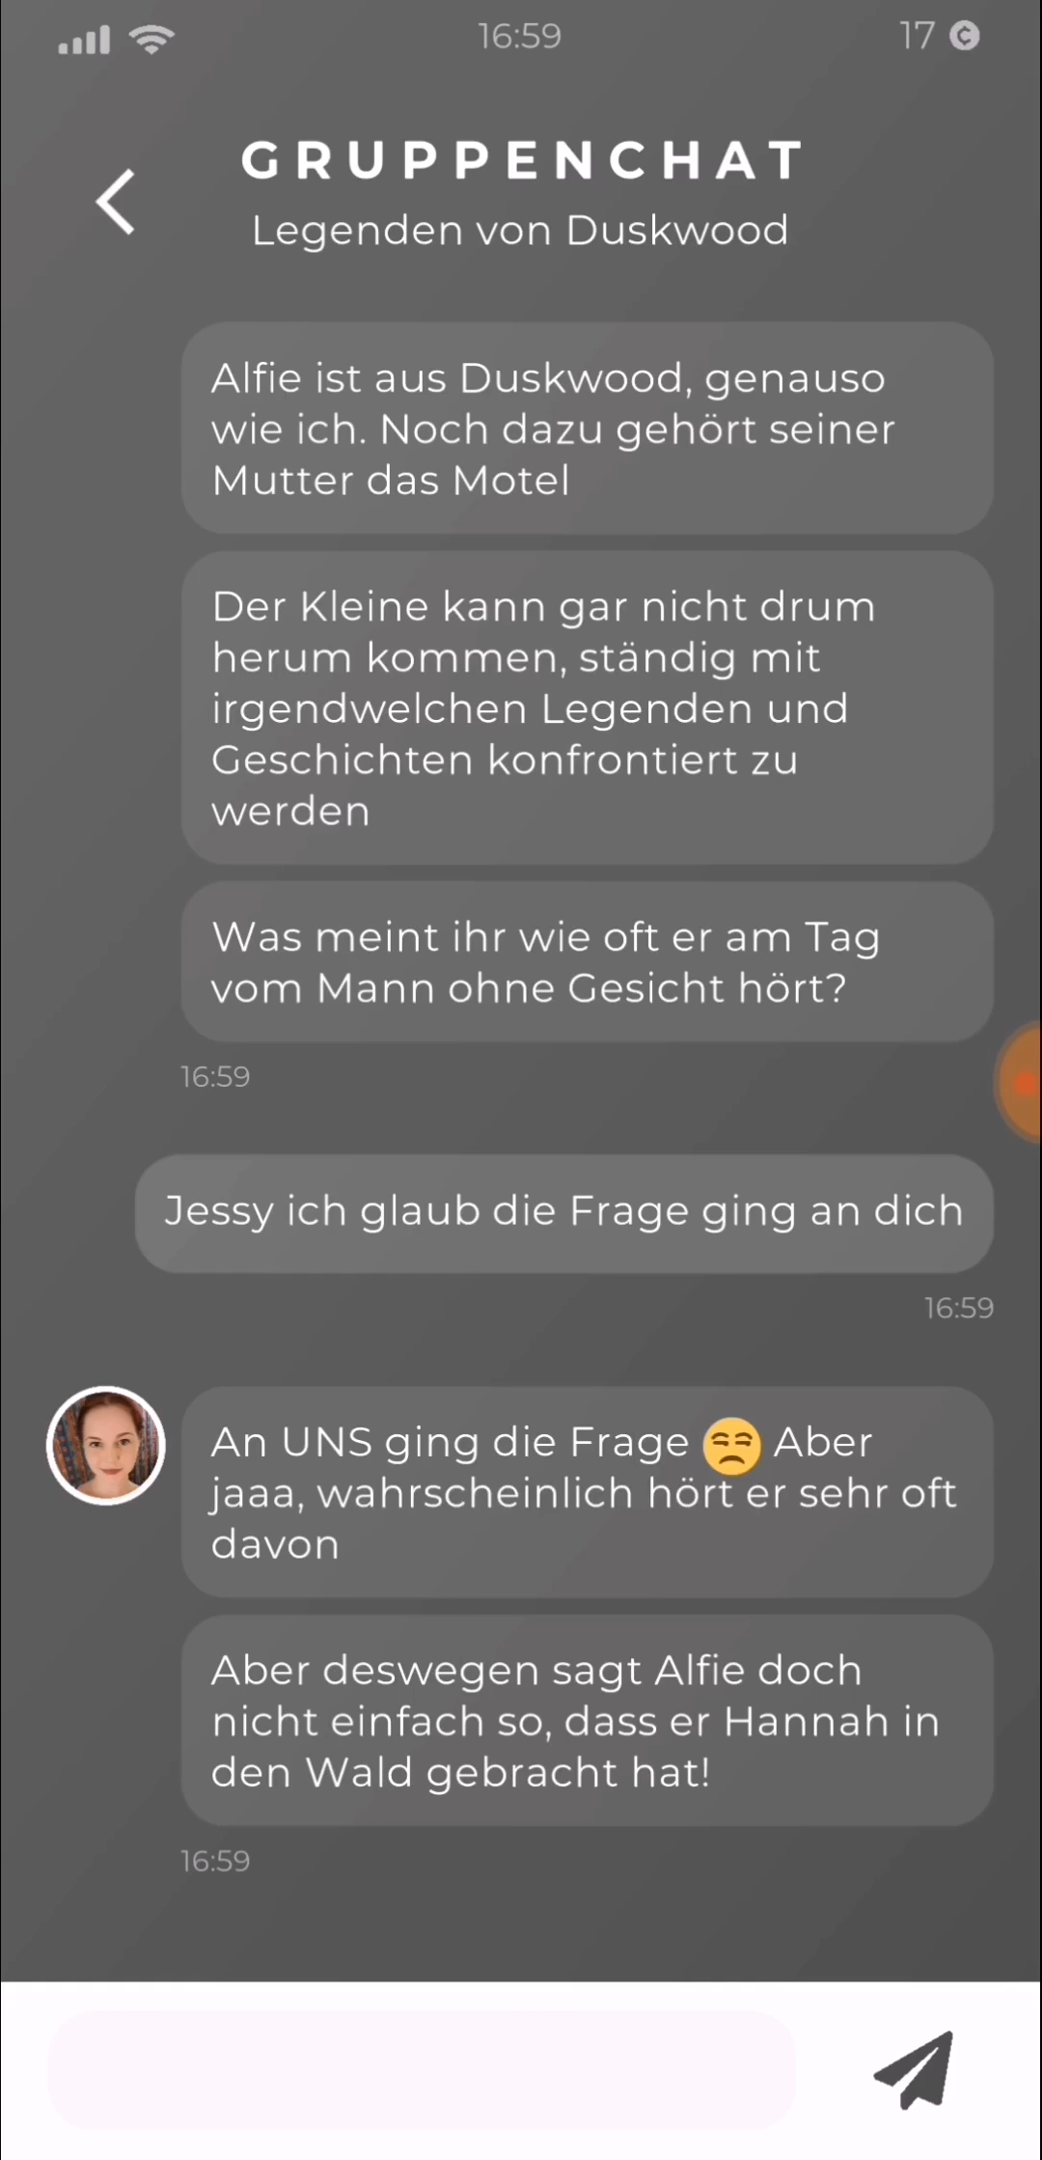 16:59
17
GRUPPENCHAT
Legenden von Duskwood
Alfie ist aus Duskwood, genauso
wie ich. Noch dazu gehört seiner
Mutter das Motel
Der Kleine kann gar nicht drum
herum kommen, ständig mit
irgendwelchen Legenden und
Geschichten konfrontiert zu
werden
Was meint ihr wie oft er am Tag
vom Mann ohne Gesicht hört?
16:59
Jessy ich glaub die Frage ging an dich
16:59
An UNS ging die Frage 😒 Aber
jaaa, wahrscheinlich hört er sehr oft
davon
Aber deswegen sagt Alfie doch
nicht einfach so, dass er Hannah in
den Wald gebracht hat!
16:59